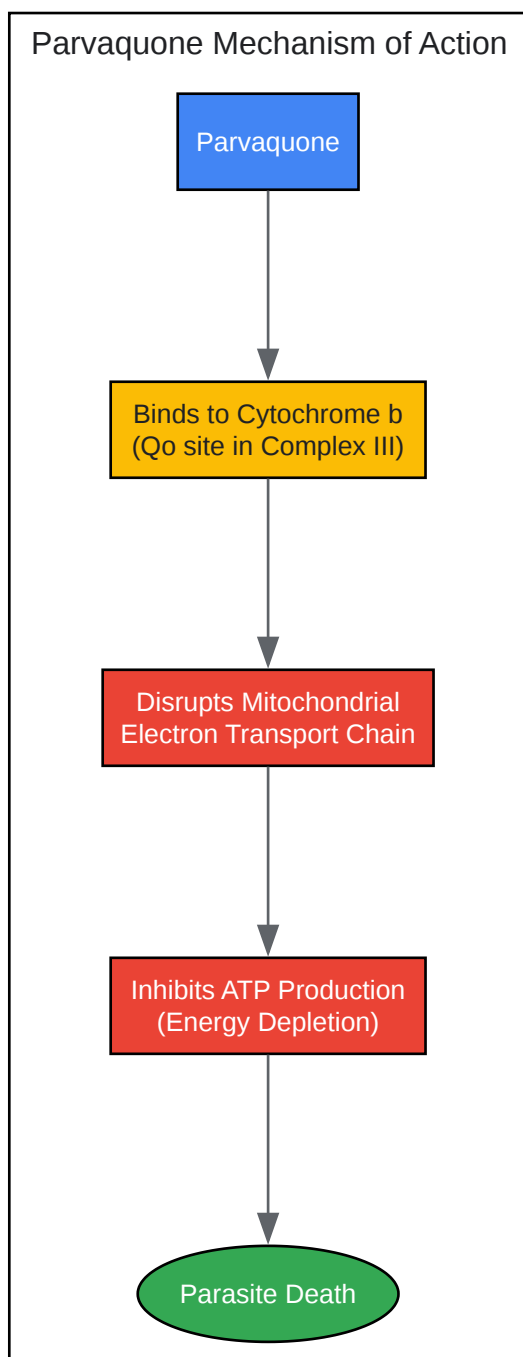 Parvaquone Mechanism of Action
Parvaquone
Binds to Cytochrome b
(Qo site in Complex III)
Disrupts Mitochondrial
Electron Transport Chain
Inhibits ATP Production
(Energy Depletion)
Parasite Death